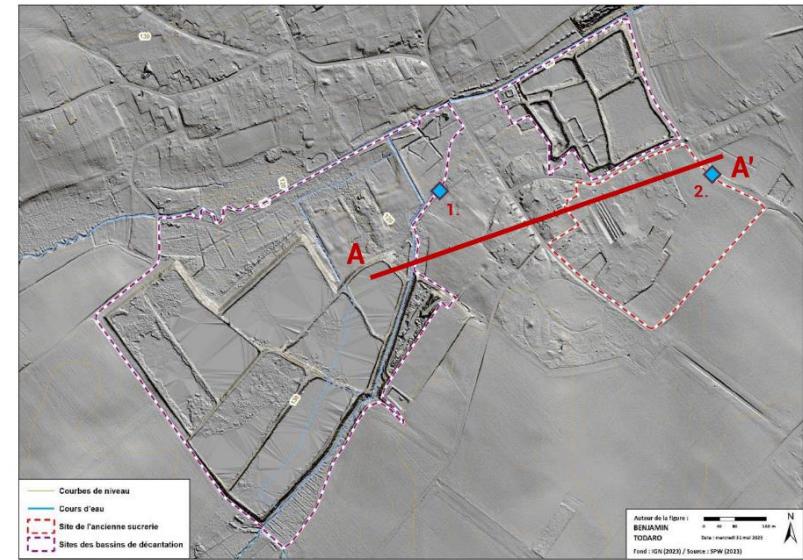 A
A'
1.
2.
Courbes de niveau
Cours d'eau
Site de l'ancienne sucrerie
Sites des bassins de décantation
Auteur de la figure :
BENJAMIN
TODARO
Date : mercredi 31 mai 2023
N
Fond : IGN (2023) / Source : SPW (2023)